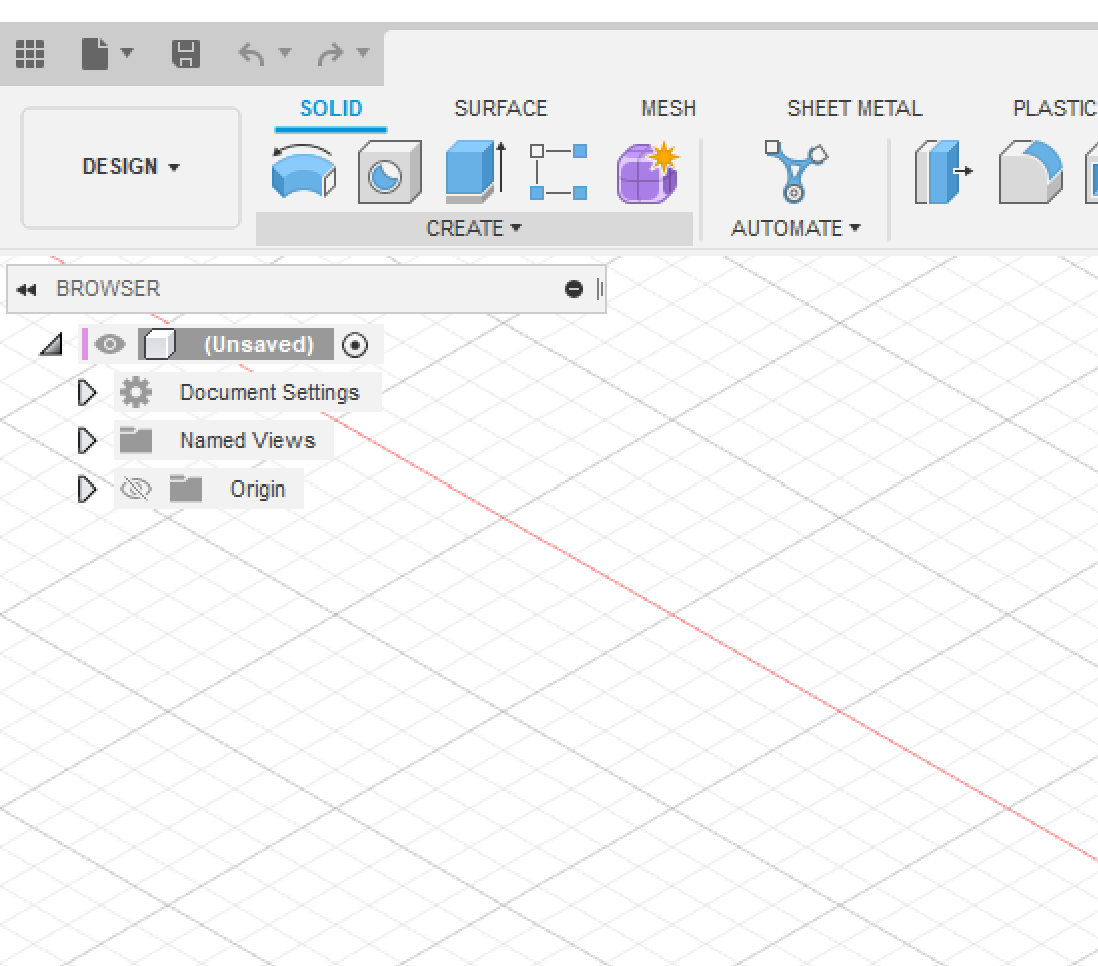 SOLID SURFACE MESH SHEET METAL PLASTIC
DESIGN
CREATE AUTOMATE
BROWSER
(Unsaved)
Document Settings
Named Views
Origin